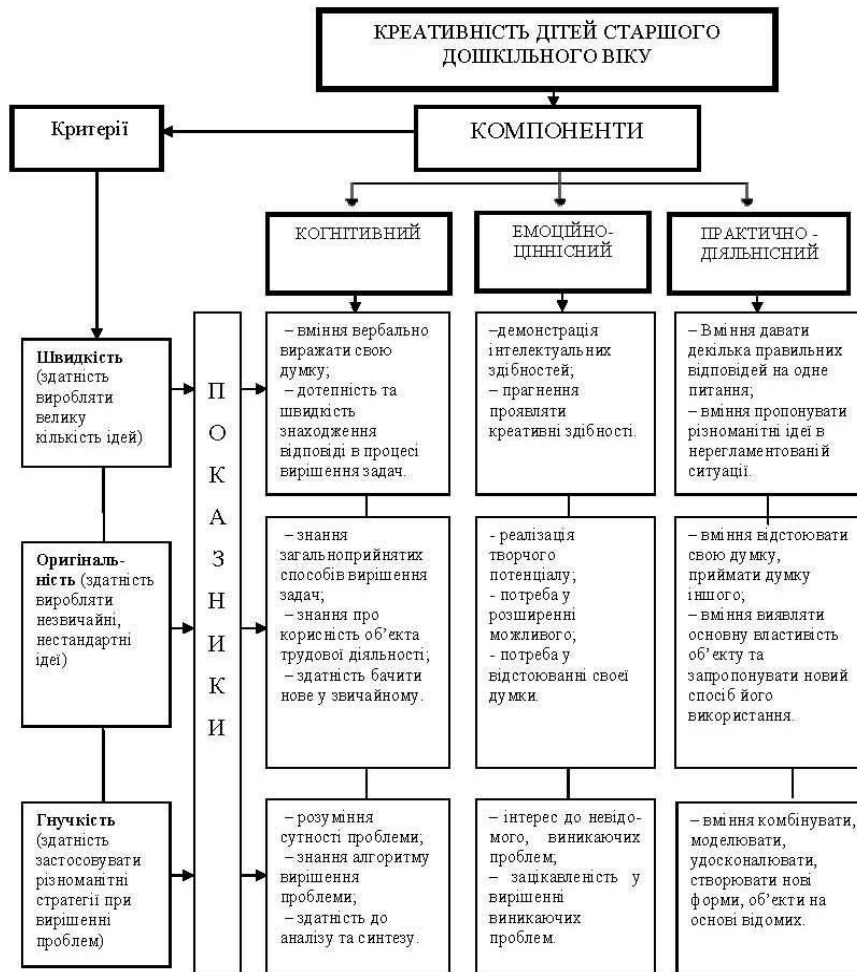 КРЕАТИВНІСТЬ ДІТЕЙ СТАРШОГО
ДОШКІЛЬНОГО ВІКУ
Критерії
КОМПОНЕНТИ
КОГНІТИВНИЙ
ЕМОЦІЙНО-
ЦІННІСНИЙ
ПРАКТИЧНО -
ДІЯЛЬНІСНИЙ
Швидкість
(здатність
виробляти
велику
кількість ідей)
П
О
К
А
З
Н
И
К
И
– вміння вербально
виражати свою
думку;
– дотепність та
швидкість
знаходження
відповіді в процесі
вирішення задач.
–демонстрація
інтелектуальних
здібностей;
– прагнення
проявляти
креативні здібності.
– Вміння давати
декілька правильних
відповідей на одне
питання;
– вміння пропонувати
різноманітні ідеї в
нерегламентованій
ситуації.
Оригіналь-
ність (здатність
виробляти
незвичайні,
нестандартні
ідеї)
– знання
загальноприйнятих
способів вирішення
задач;
– знання про
корисність об’єкта
трудової діяльності;
– здатність бачити
нове у звичайному.
- реалізація
творчого
потенціалу;
- потреба у
розширенні
можливого;
- потреба у
відстоюванні своєї
думки.
– вміння відстоювати
свою думку,
приймати думку
іншого;
– вміння виявляти
основну властивість
об’єкту та
запропонувати новий
спосіб його
використання.
Гнучкість
(здатність
застосовувати
різноманітні
стратегії при
вирішенні
проблем)
– розуміння
сутності проблеми;
– знання алгоритму
вирішення
проблеми;
– здатність до
аналізу та синтезу.
– інтерес до невідо-
мого, виникаючих
проблем;
– зацікавленість у
вирішенні
виникаючих
проблем.
– вміння комбінувати,
моделювати,
удосконалювати,
створювати нові
форми, об’єкти на
основі відомих.